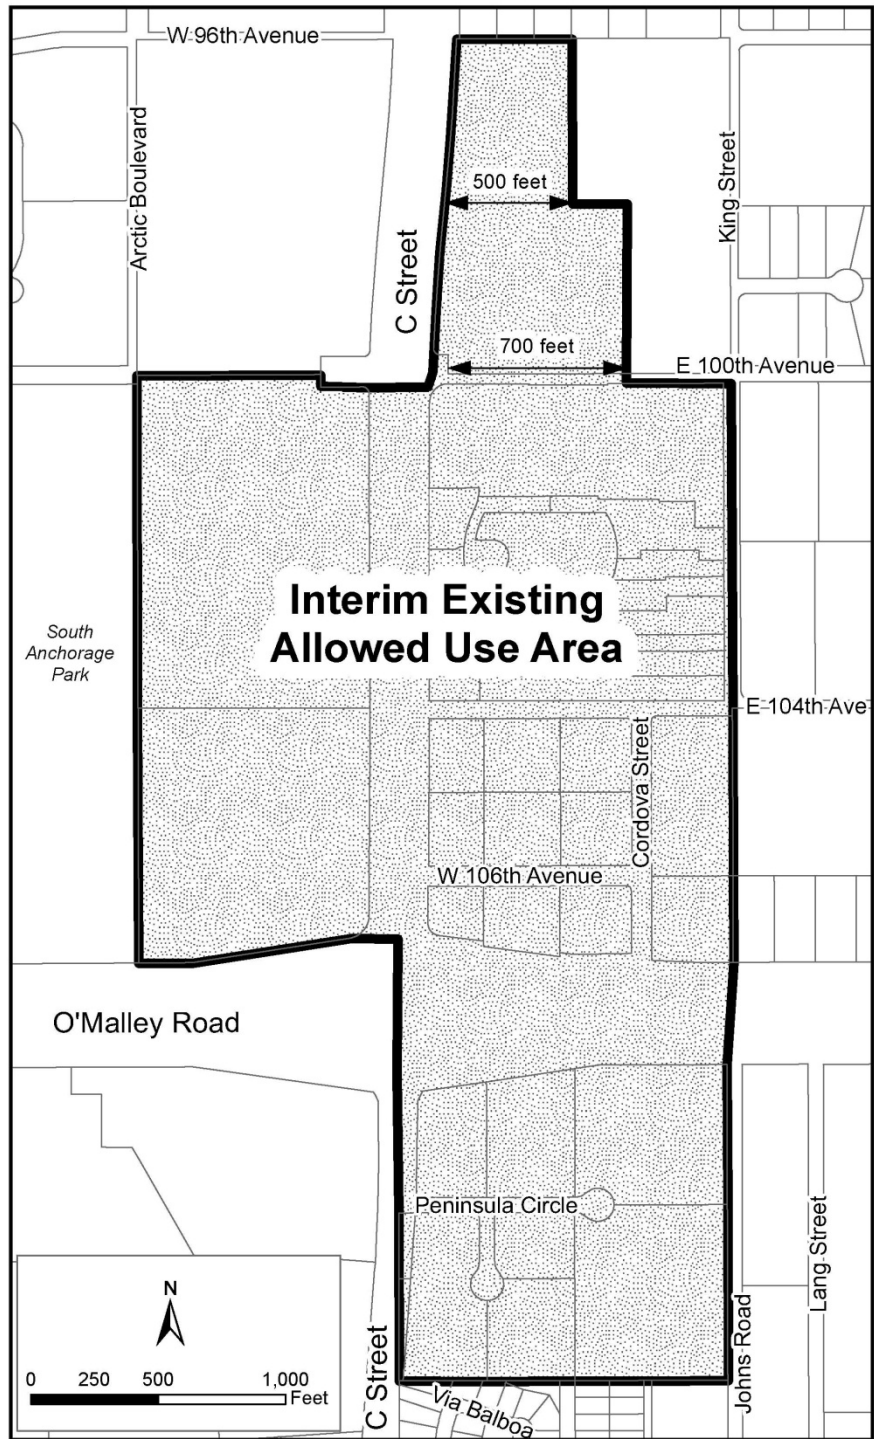 W 96th Avenue
Arctic Boulevard
King Street
500 feet
C Street
700 feet
E 100th Avenue
Interim Existing
Allowed Use Area
South
Anchorage
Park
E 104th Ave
Cordova Street
W 106th Avenue
O'Malley Road
Peninsula Circle
Lang Street
N
0 250 500 1,000
Feet
C Street
Via Balboa
Johns Road